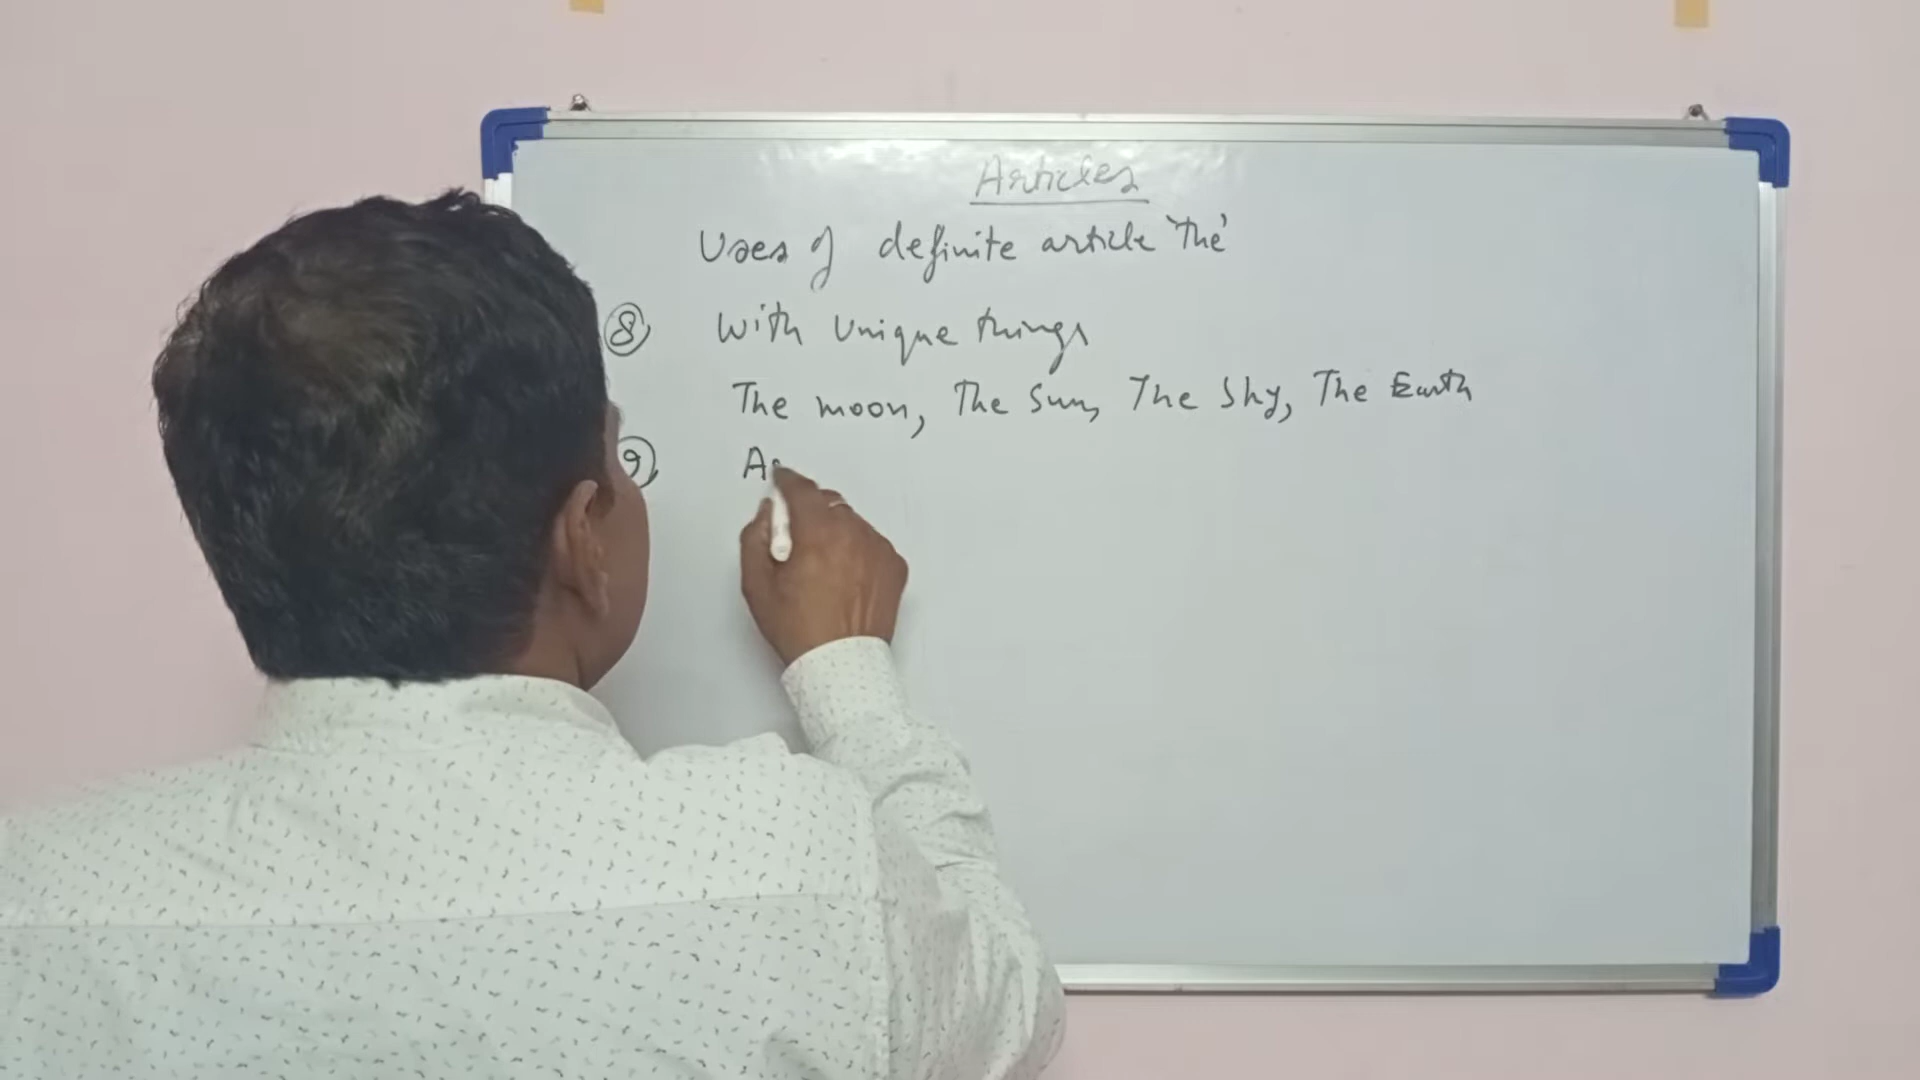 Articles
Uses of definite article 'The'
8 With Unique things
The moon, The Sun, The Sky, The Earth
9